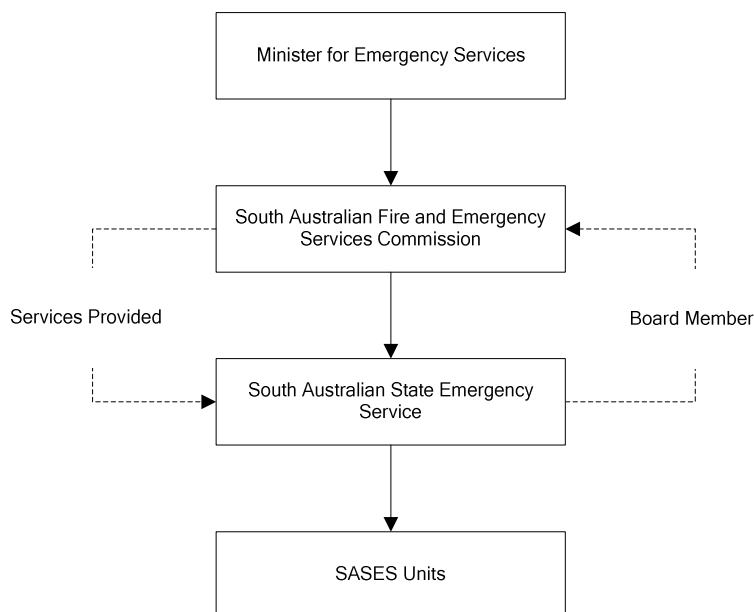 Minister for Emergency Services
South Australian Fire and Emergency
Services Commission
Services Provided
Board Member
South Australian State Emergency
Service
SASES Units